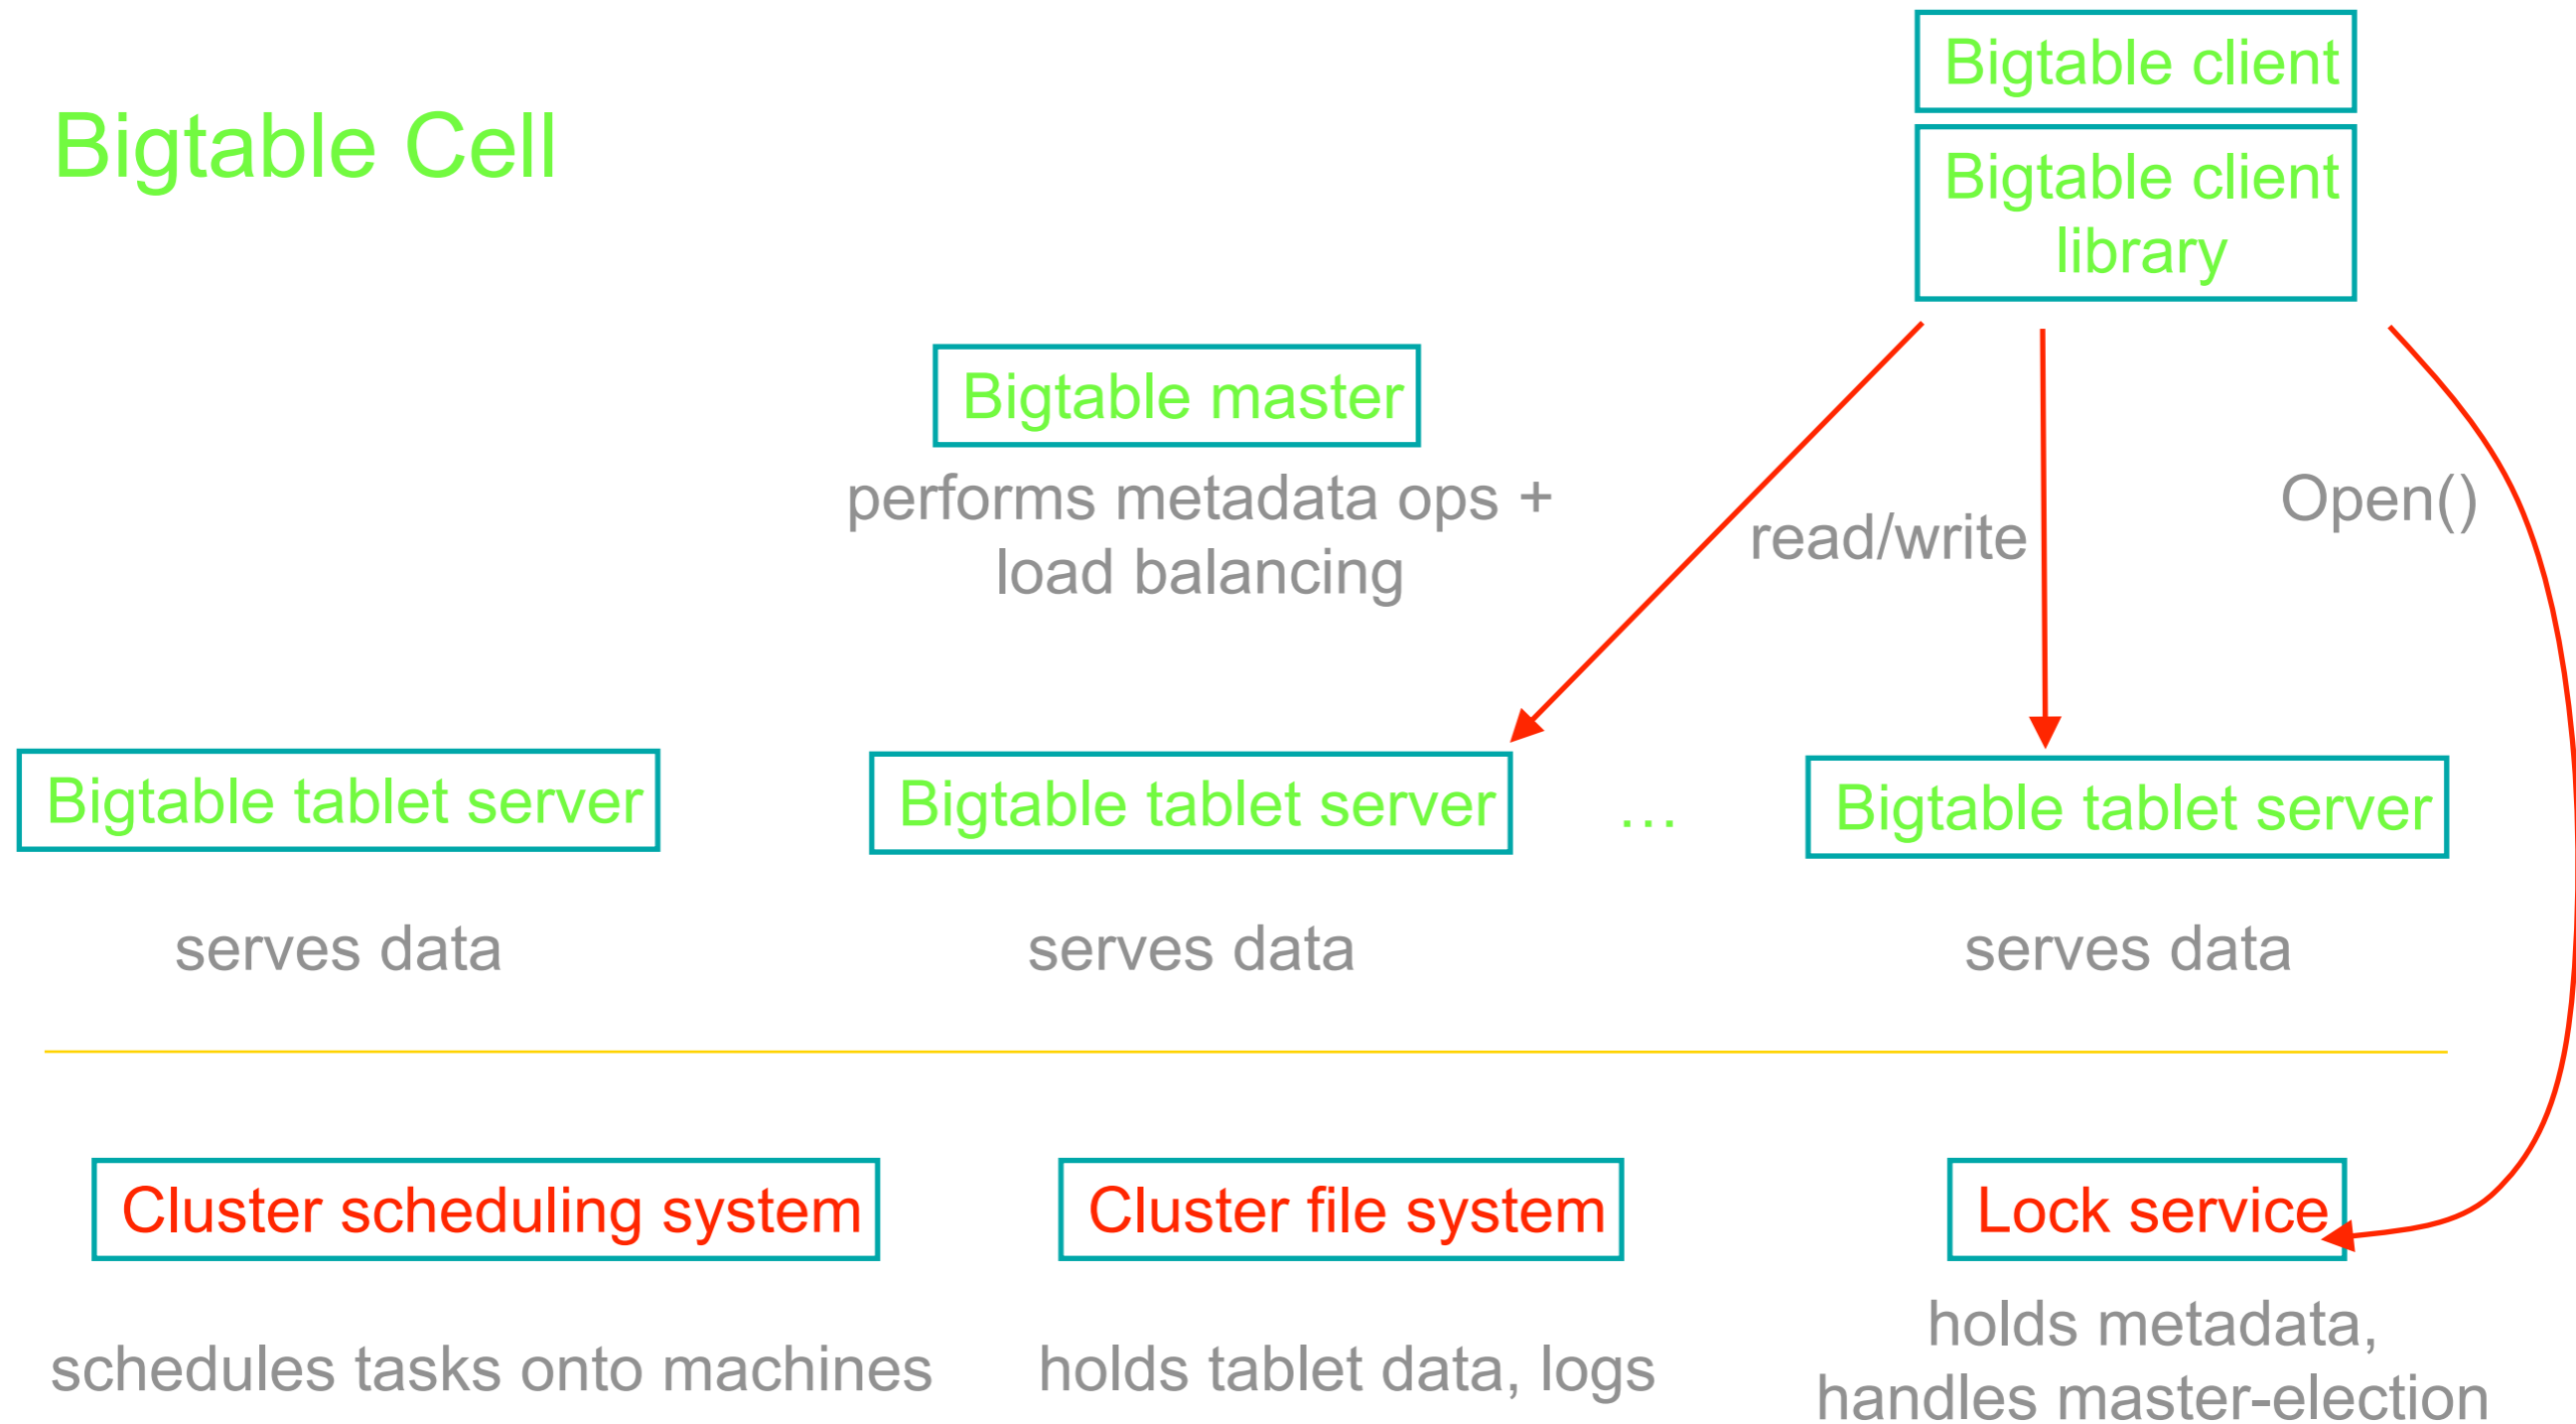 Bigtable Cell
Bigtable client
Bigtable client
library
Bigtable master
performs metadata ops +
load balancing
read/write
Open()
Bigtable tablet server
Bigtable tablet server
...
Bigtable tablet server
serves data
serves data
serves data
Cluster scheduling system
Cluster file system
Lock service
schedules tasks onto machines
holds tablet data, logs
holds metadata,
handles master-election